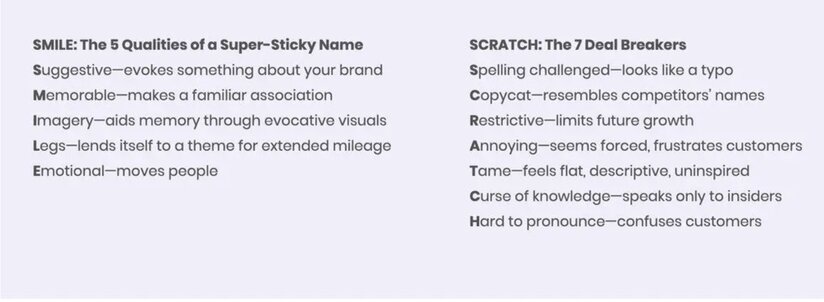 SMILE: The 5 Qualities of a Super-Sticky Name
Suggestive—evokes something about your brand
Memorable—makes a familiar association
Imagery—aids memory through evocative visuals
Legs—lends itself to a theme for extended mileage
Emotional—moves people
SCRATCH: The 7 Deal Breakers
Spelling challenged—looks like a typo
Copycat—resembles competitors' names
Restrictive—limits future growth
Annoying—seems forced, frustrates customers
Tame—feels flat, descriptive, uninspired
Curse of knowledge—speaks only to insiders
Hard to pronounce—confuses customers